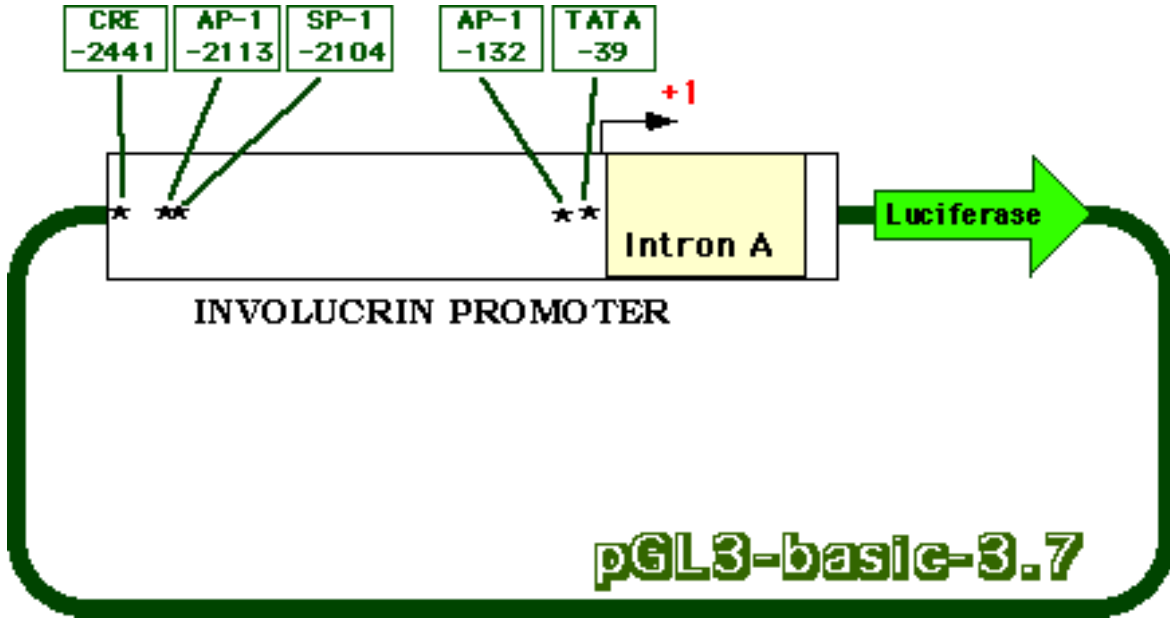 CRE
-2441
AP-1
-2113
SP-1
-2104
AP-1
-132
TATA
-39
+1
Luciferase
Intron A
INVOLUCRIN PROMOTER
pGL3-basic-3.7